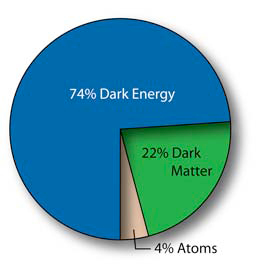 74% Dark Energy
22% Dark
Matter
4% Atoms